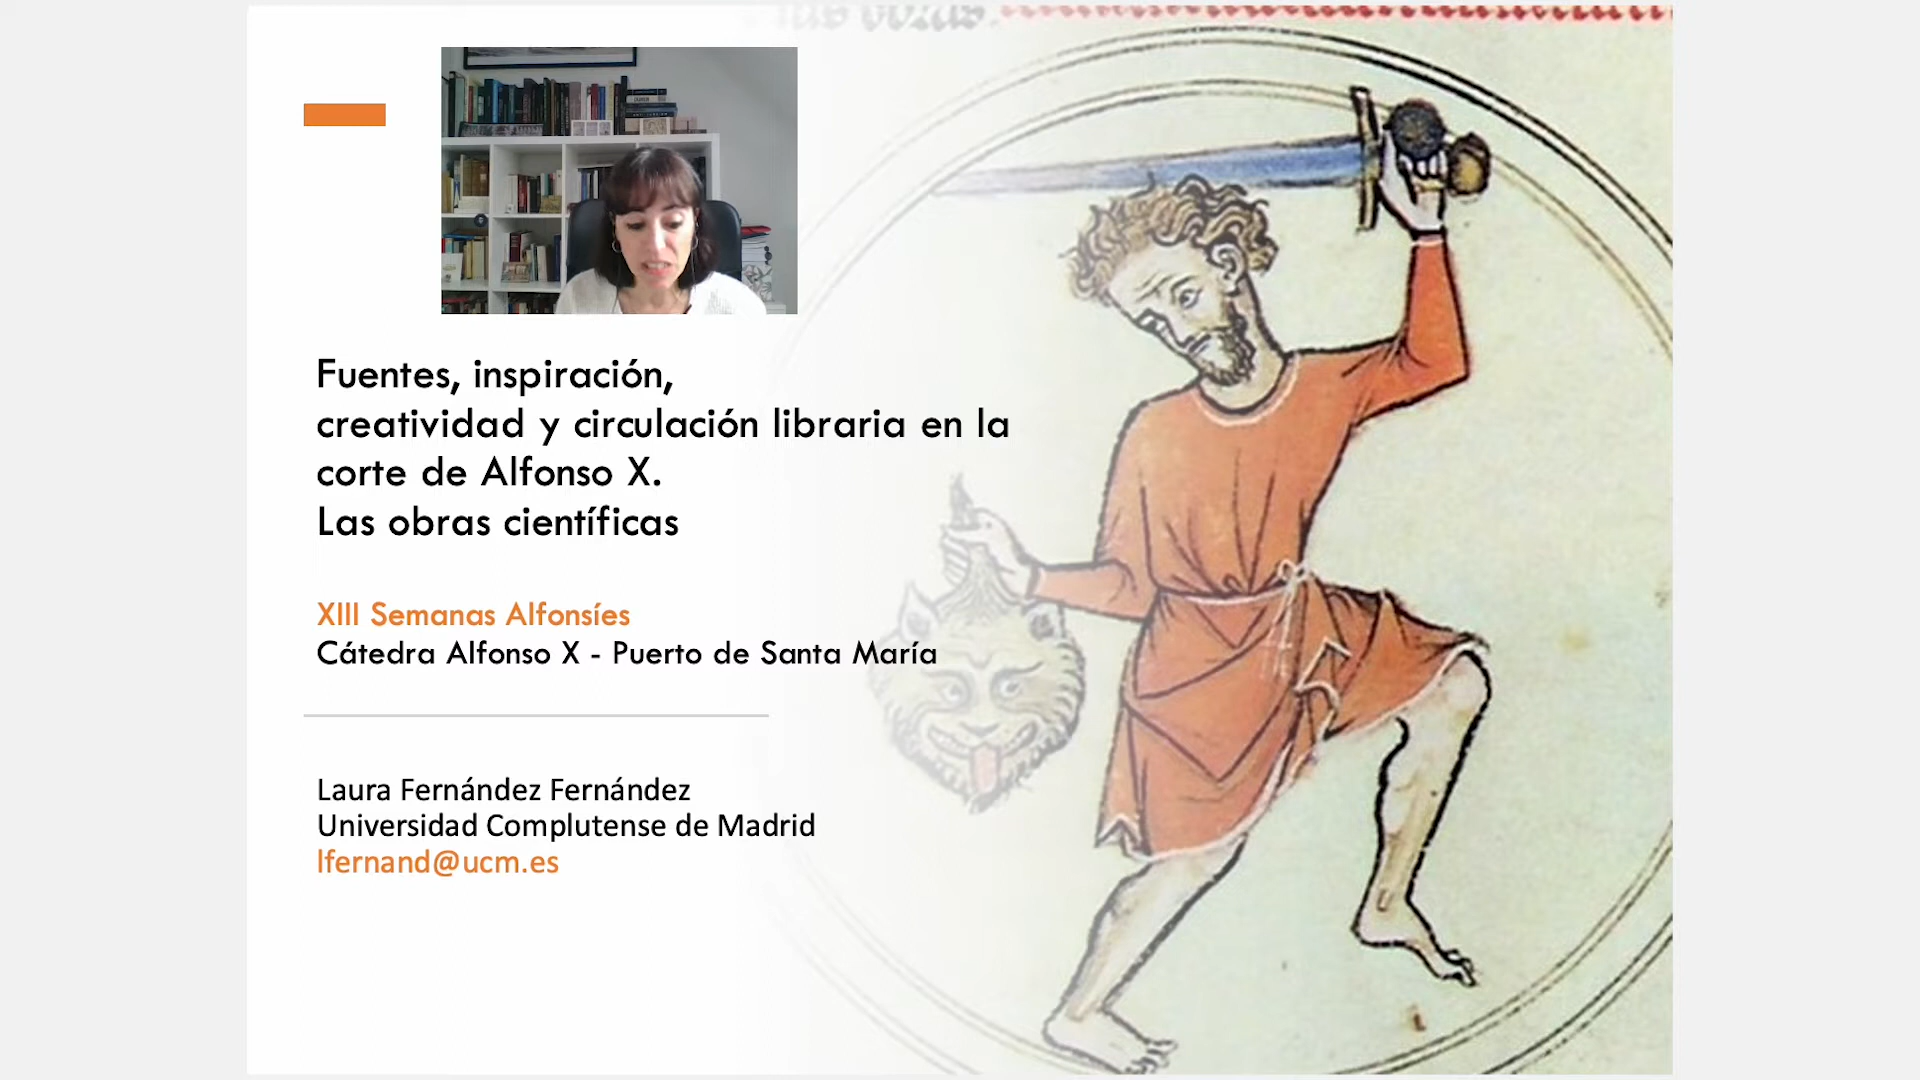 Fuentes, inspiración,
creatividad y circulación libraria en la
corte de Alfonso X.
Las obras científicas
XIII Semanas Alfonsíes
Cátedra Alfonso X - Puerto de Santa María
Laura Fernández Fernández
Universidad Complutense de Madrid
lfernand@ucm.es